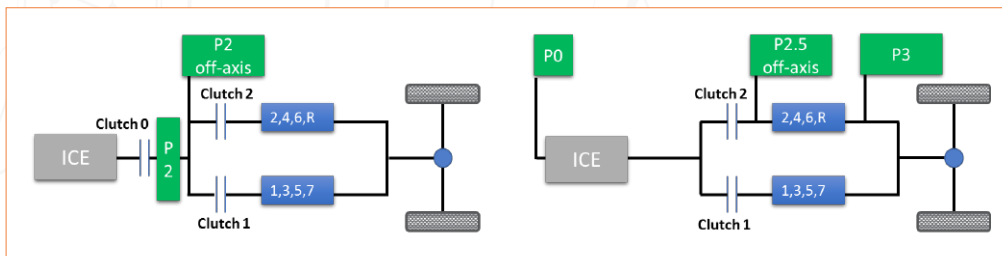 P2
off-axis
Clutch 2
2,4,6,R
Clutch 0
ICE
P
2
1,3,5,7
Clutch 1
P0
P2.5
off-axis
P3
Clutch 2
2,4,6,R
ICE
1,3,5,7
Clutch 1